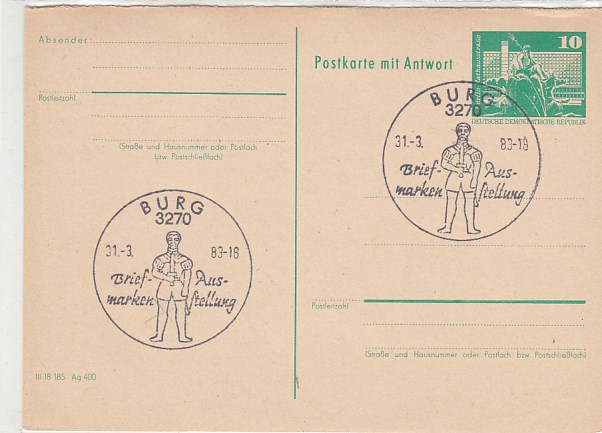 Absender
Postleitzahl
(Straße und Hausnummer oder Postfach
bzw. Postschließfach)
BURG
3270
31.-3. 83-18
Brief- Aus-
marken stellung
III 18 185 Ag 400
Postkarte mit Antwort
10
DEUTSCHE DEMOKRATISCHE REPUBLIK
BURG
3270
31.-3. 83-18
Brief- Aus-
marken stellung
Postleitzahl
(Straße und Hausnummer oder Postfach bzw. Postschließfach)